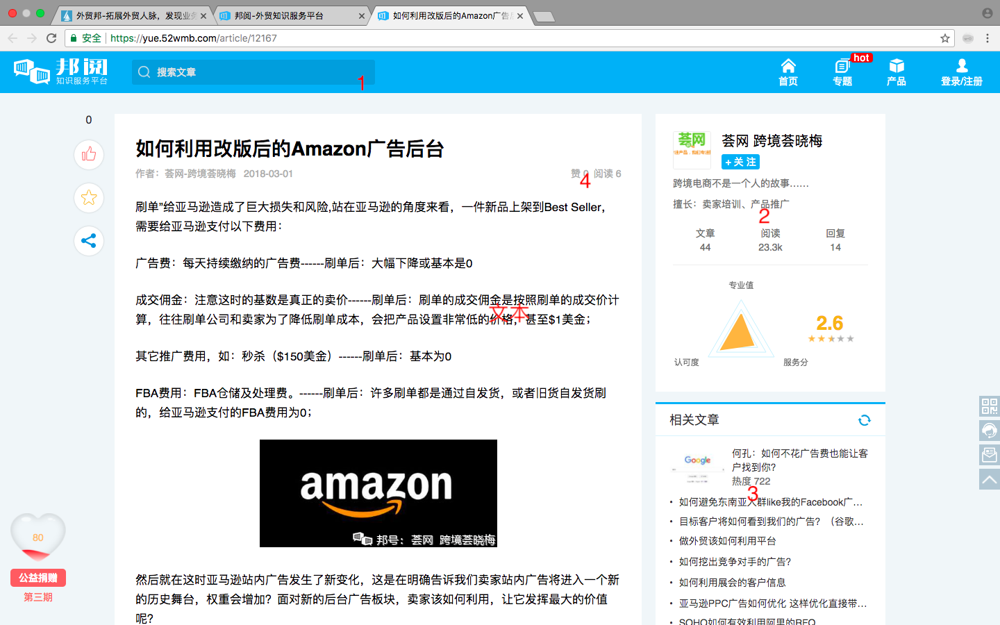 外贸邦-拓展外贸人脉，发现业务
邦阅-外贸知识服务平台
如何利用改版后的Amazon广告后
安全 https://yue.52wmb.com/article/12167
邦阅
知识服务平台
搜索文章
1
首页
hot
专题
产品
登录/注册
0
如何利用改版后的Amazon广告后台
作者：荟网-跨境荟晓梅 2018-03-01
赞 0 阅读 6
4
刷单”给亚马逊造成了巨大损失和风险,站在亚马逊的角度来看，一件新品上架到Best Seller，
需要给亚马逊支付以下费用：
广告费：每天持续缴纳的广告费------刷单后：大幅下降或基本是0
成交佣金：注意这时的基数是真正的卖价------刷单后：刷单的成交佣金是按照刷单的成交价计
算，往往刷单公司和卖家为了降低刷单成本，会把产品设置非常低的价格，甚至$1美金；
文本
其它推广费用，如：秒杀（$150美金）------刷单后：基本为0
FBA费用：FBA仓储及处理费。------刷单后：许多刷单都是通过自发货，或者旧货自发货刷
的，给亚马逊支付的FBA费用为0；
amazon
邦号：荟网 跨境荟晓梅
然后就在这时亚马逊站内广告发生了新变化，这是在明确告诉我们卖家站内广告将进入一个新
的历史舞台，权重会增加？面对新的后台广告板块，卖家该如何利用，让它发挥最大的价值
呢？
80
公益捐赠
第三期
荟网
荟网 跨境荟晓梅
+ 关 注
跨境电商不是一个人的故事……
擅长：卖家培训、产品推广
2
文章 阅读 回复
44 23.3k 14
专业值
认可度
服务分
2.6
相关文章
Google
何孔：如何不花广告费也能让客
户找到你？
热度 722
3
• 如何避免东南亚人群like我的Facebook广...
• 目标客户将如何看到我们的广告？（谷歌...
• 做外贸该如何利用平台
• 如何挖出竞争对手的广告？
• 如何利用展会的客户信息
• 亚马逊PPC广告如何优化 这样优化直接带...
• SOHO如何有效利用阿里的RFQ